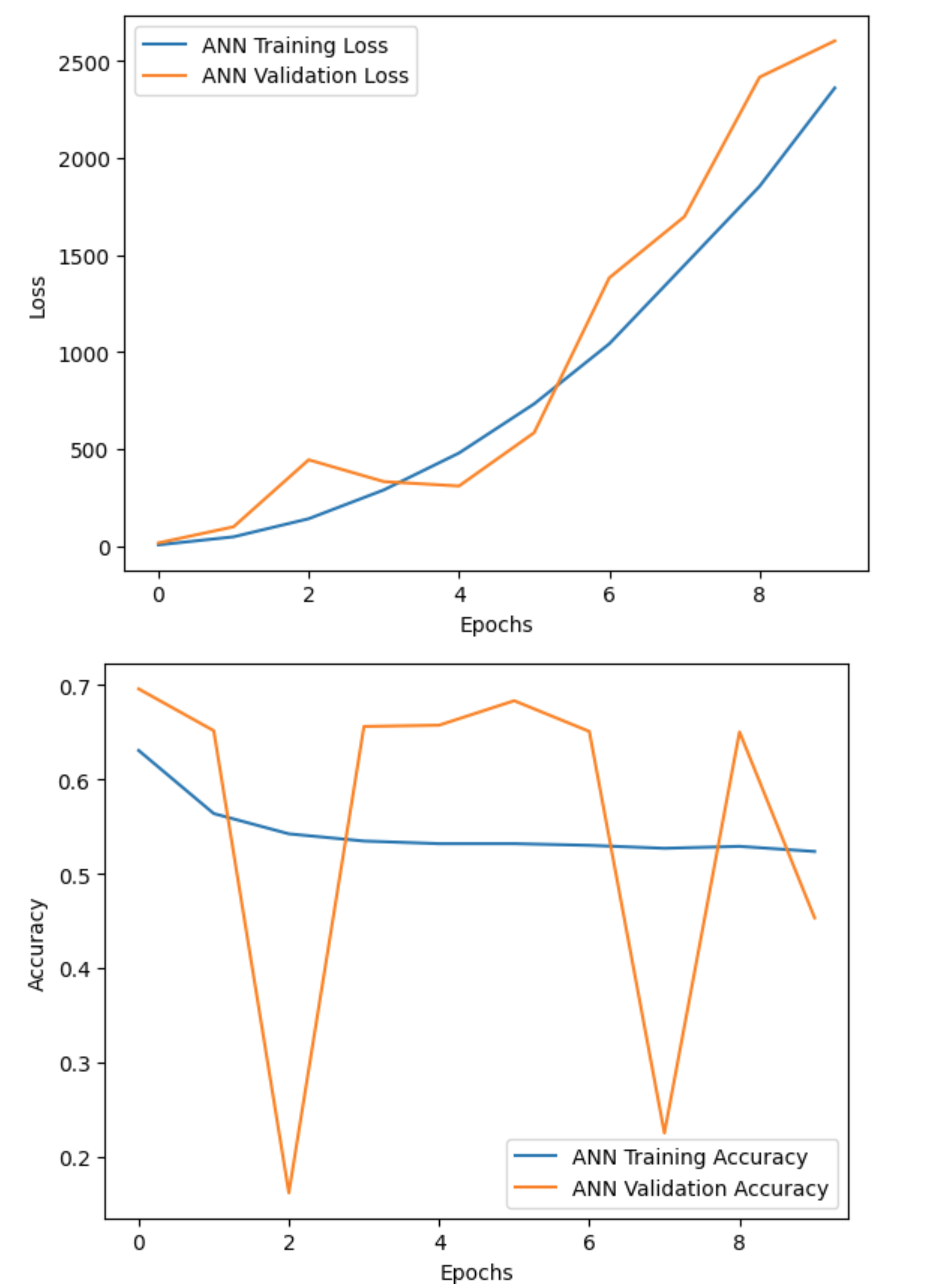 ANN Training Loss
ANN Validation Loss
2500
2000
1500
1000
500
0
Loss
0 2 4 6 8
Epochs
0.7
0.6
0.5
0.4
0.3
0.2
Accuracy
ANN Training Accuracy
ANN Validation Accuracy
0 2 4 6 8
Epochs